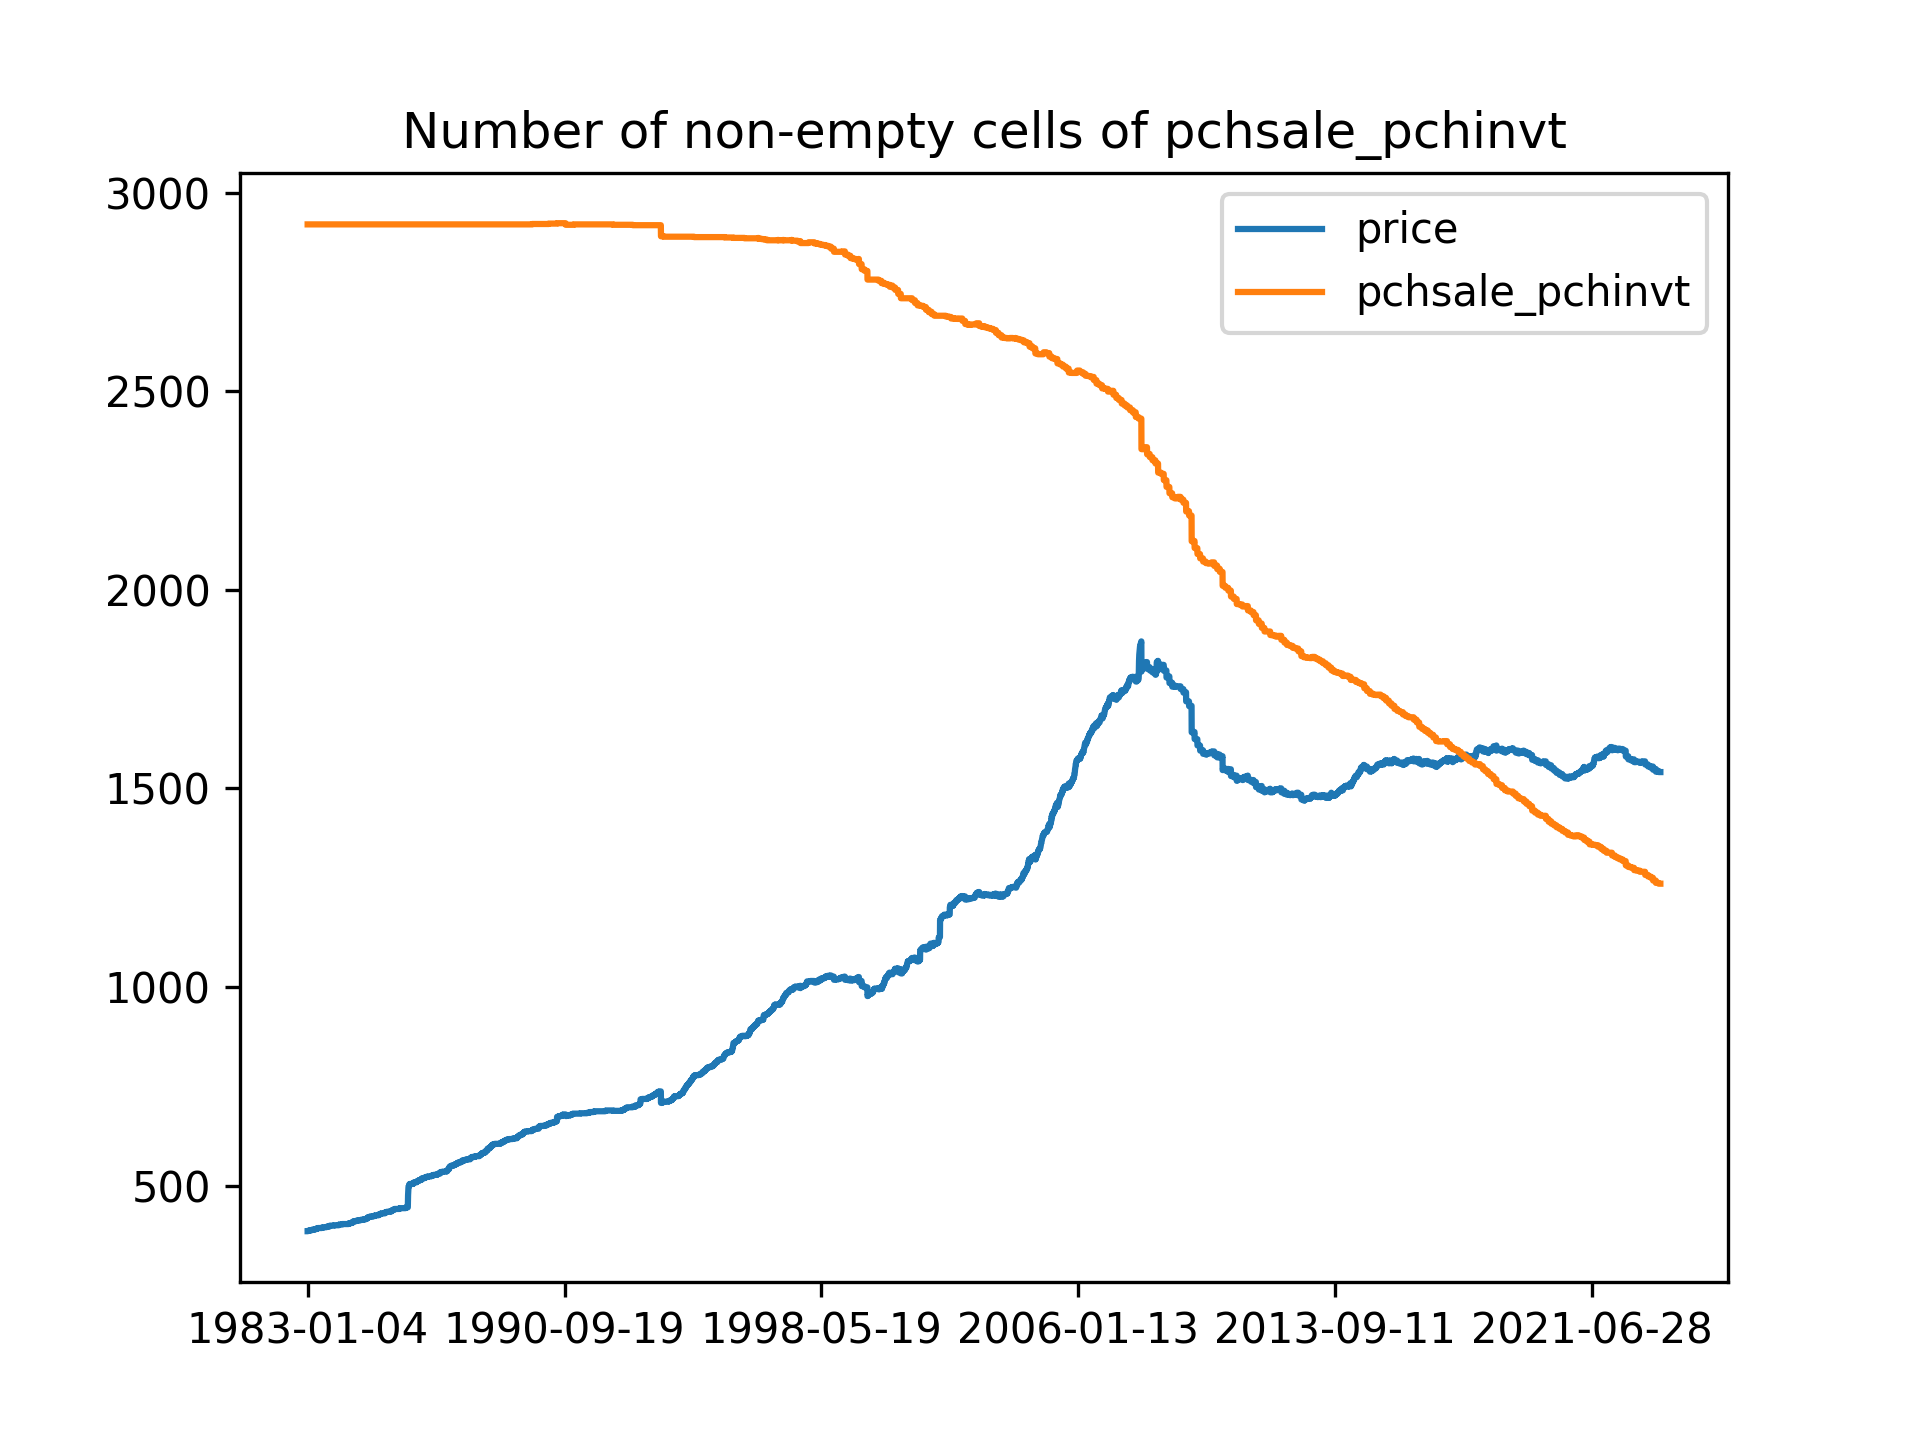 Number of non-empty cells of pchsale_pchinvt
price
pchsale_pchinvt
3000
2500
2000
1500
1000
500
1983-01-04 1990-09-19 1998-05-19 2006-01-13 2013-09-11 2021-06-28